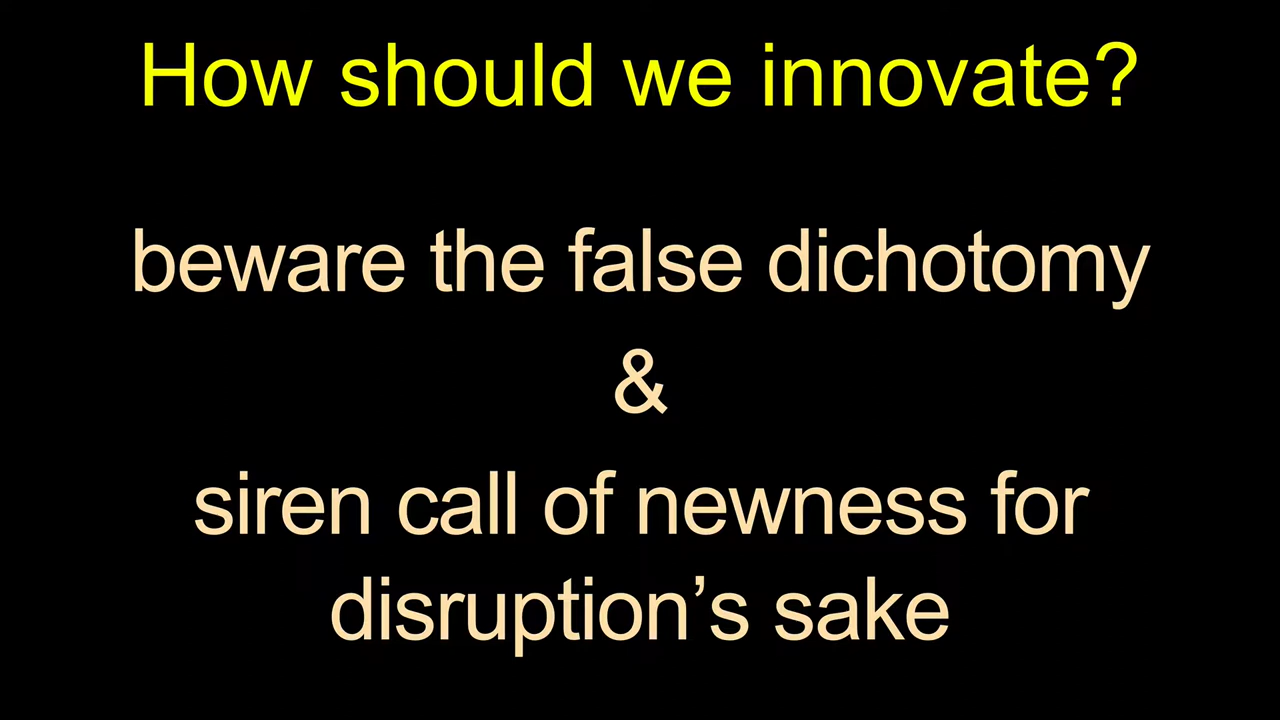 How should we innovate?
beware the false dichotomy
&
siren call of newness for
disruption’s sake